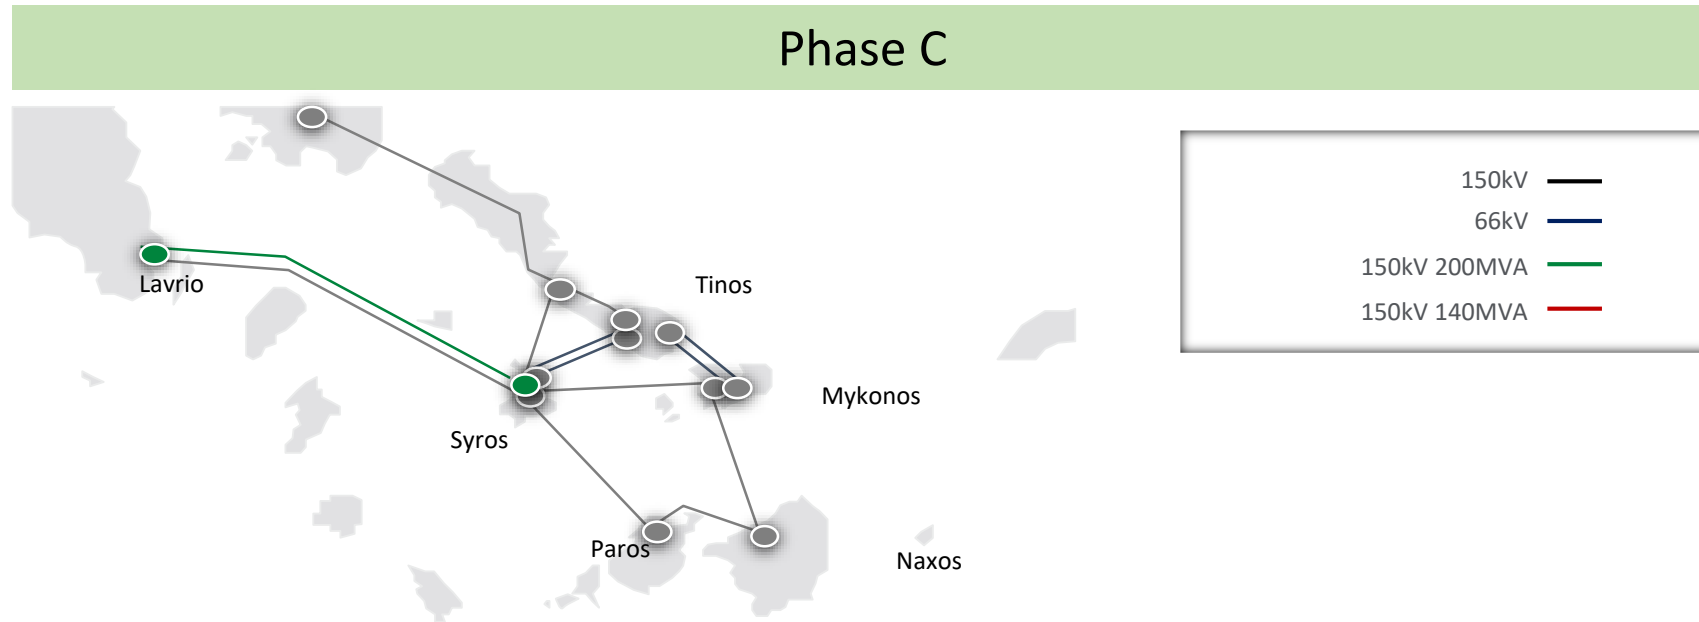 Phase C
150kV
66kV
150kV 200MVA
150kV 140MVA
Lavrio
Tinos
Mykonos
Syros
Paros
Naxos